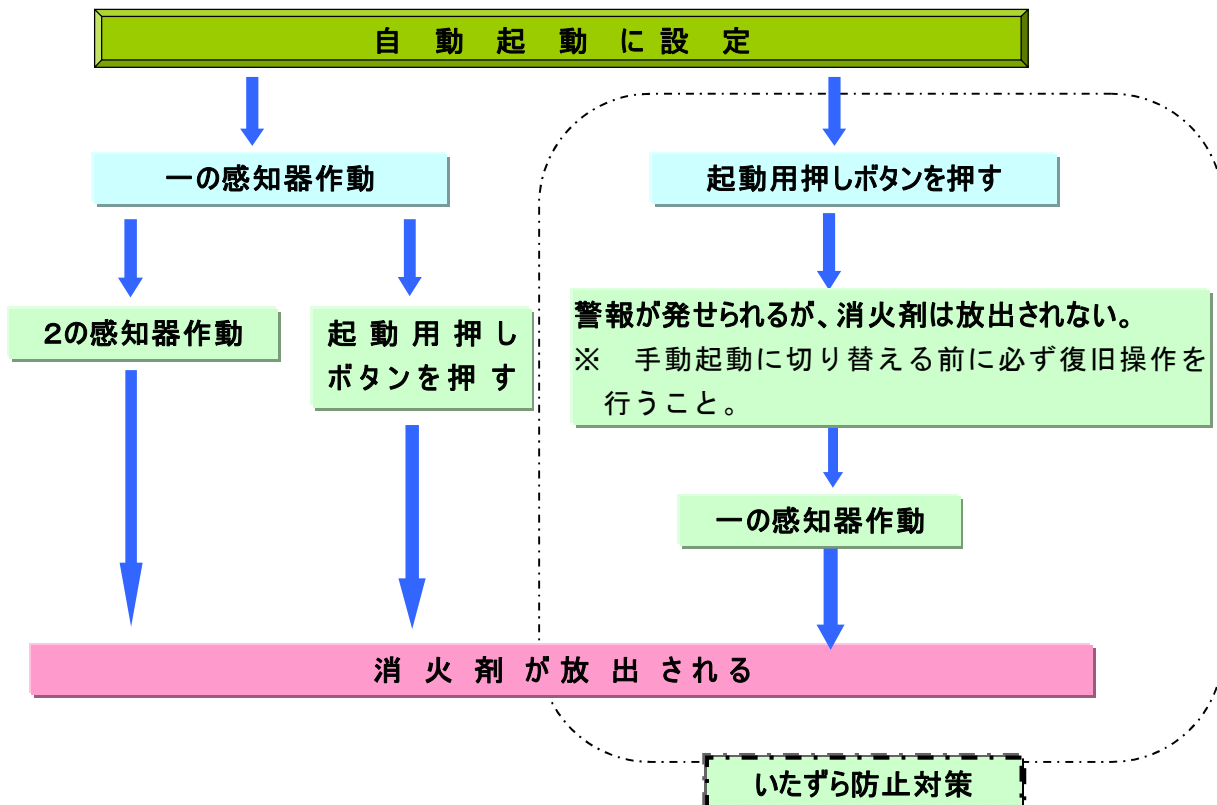 自動起動に設定
一の感知器作動
起動用押しボタンを押す
2の感知器作動
起動用押し
ボタンを押す
警報が発せられるが、消火剤は放出されない。
※　手動起動に切り替える前に必ず復旧操作を
行うこと。
一の感知器作動
消火剤が放出される
いたずら防止対策